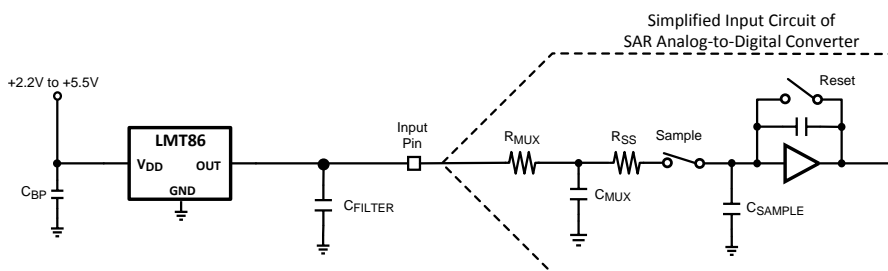 Simplified Input Circuit of
SAR Analog-to-Digital Converter
+2.2V to +5.5V
Reset
LMT86
Input
Pin
RMUX
RSS
Sample
VDD
OUT
GND
CBP
CFILTER
CMUX
CSAMPLE